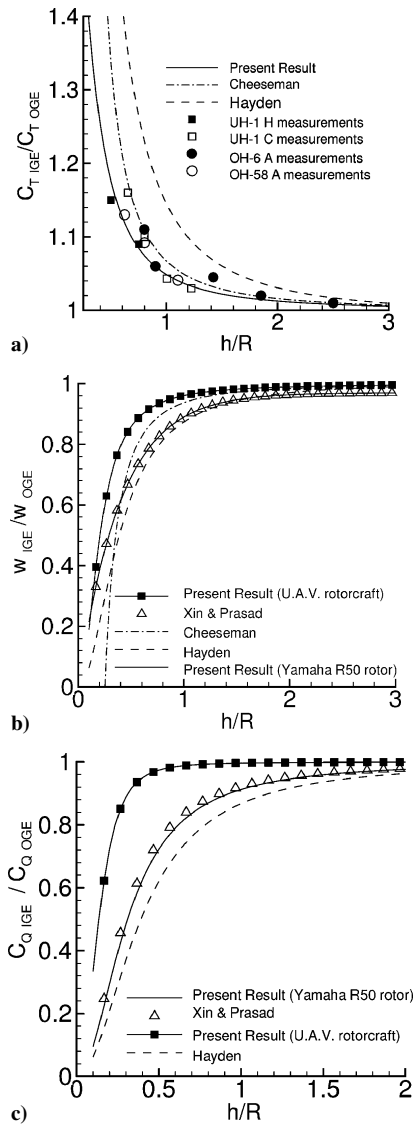 1.4
1.3
1.2
1.1
1
C_T IGE/C_T OGE
Present Result
Cheeseman
Hayden
UH-1 H measurements
UH-1 C measurements
OH-6 A measurements
OH-58 A measurements
1 2 3
a) h/R
1
0.8
0.6
0.4
0.2
0
w IGE /w OGE
Present Result (U.A.V. rotorcraft)
Xin & Prasad
Cheeseman
Hayden
Present Result (Yamaha R50 rotor)
0 1 2 3
b) h/R
1
0.8
0.6
0.4
0.2
0
C_Q IGE / C_Q OGE
Present Result (Yamaha R50 rotor)
Xin & Prasad
Present Result (U.A.V. rotorcraft)
Hayden
0 0.5 1 1.5 2
c) h/R